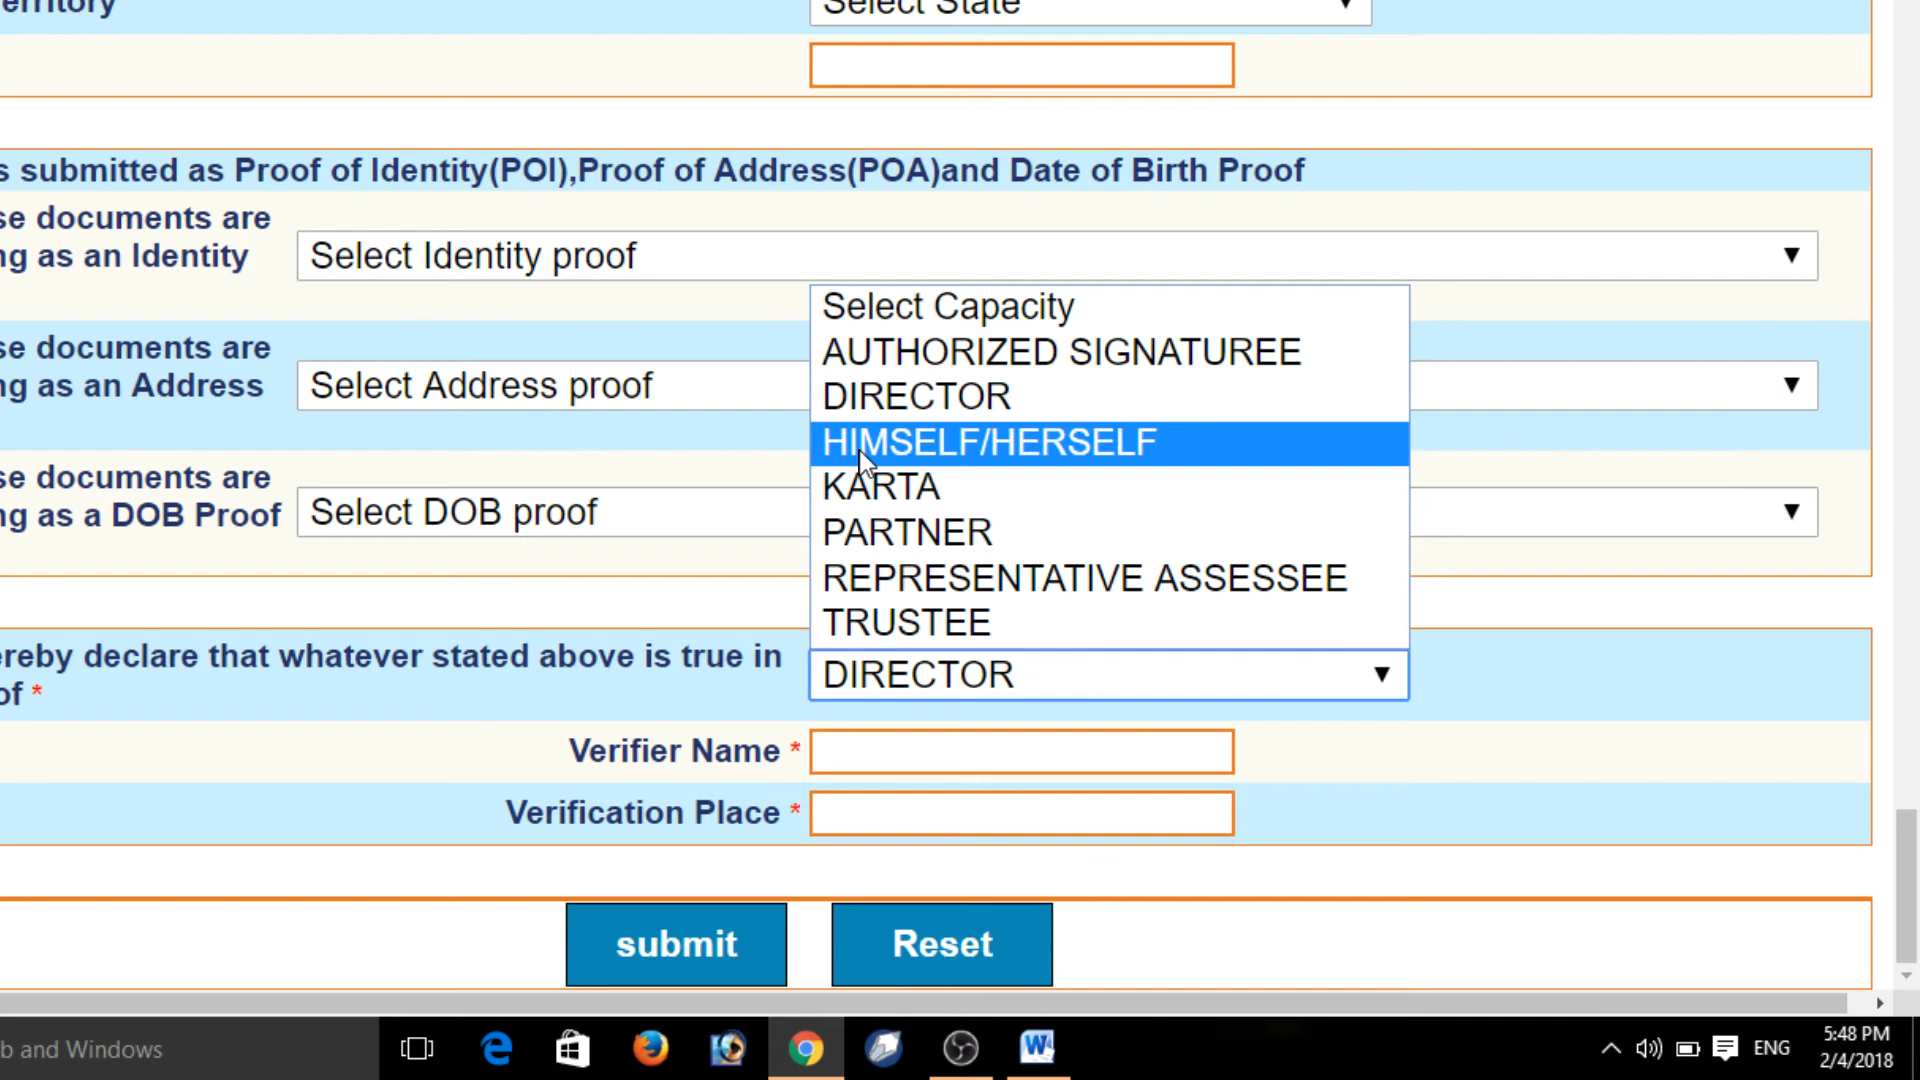 erritory
Select State
s submitted as Proof of Identity(POI),Proof of Address(POA)and Date of Birth Proof
se documents are
ng as an Identity
Select Identity proof
Select Capacity
AUTHORIZED SIGNATUREE
DIRECTOR
HIMSELF/HERSELF
KARTA
PARTNER
REPRESENTATIVE ASSESSEE
TRUSTEE
se documents are
ng as an Address
Select Address proof
se documents are
ng as a DOB Proof
Select DOB proof
ereby declare that whatever stated above is true in
of *
DIRECTOR
Verifier Name *
Verification Place *
submit
Reset
b and Windows
ENG
5:48 PM
2/4/2018